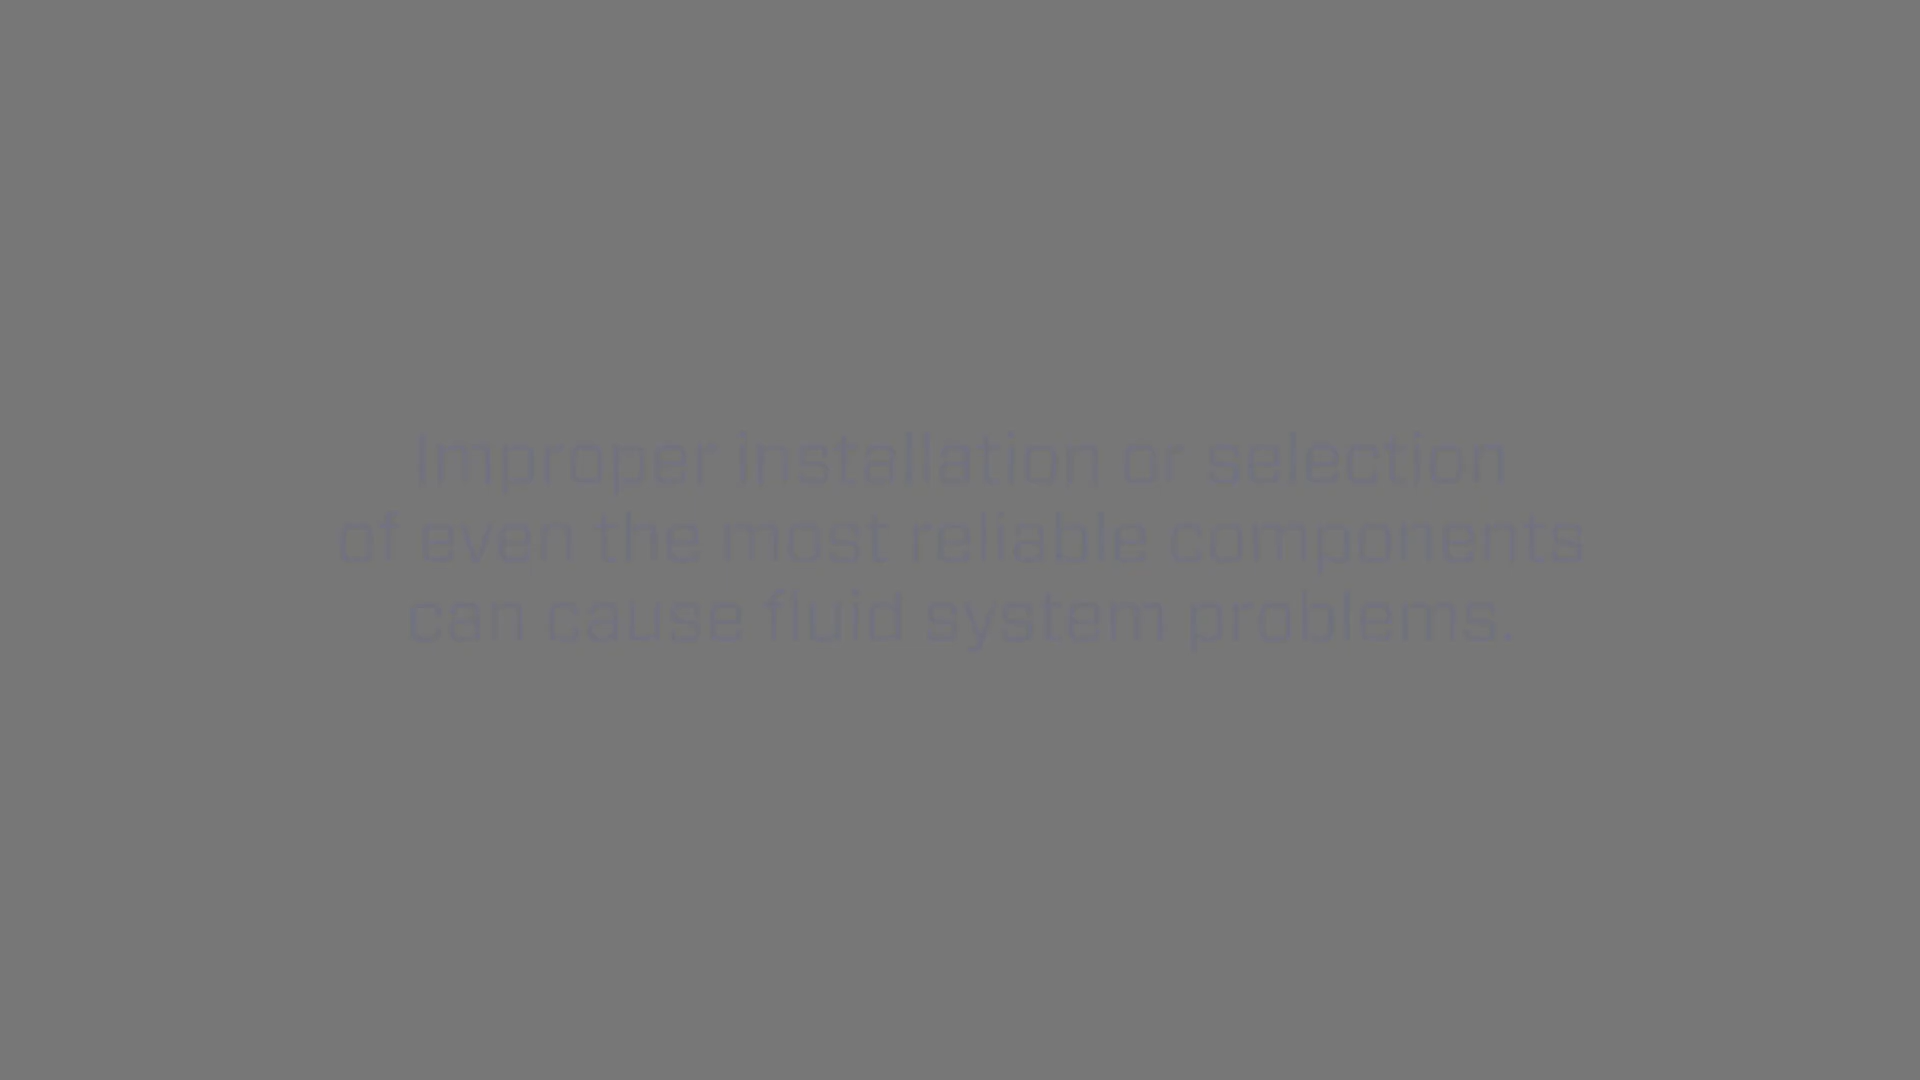 Improper installation or selection
of even the most reliable components
can cause fluid system problems.